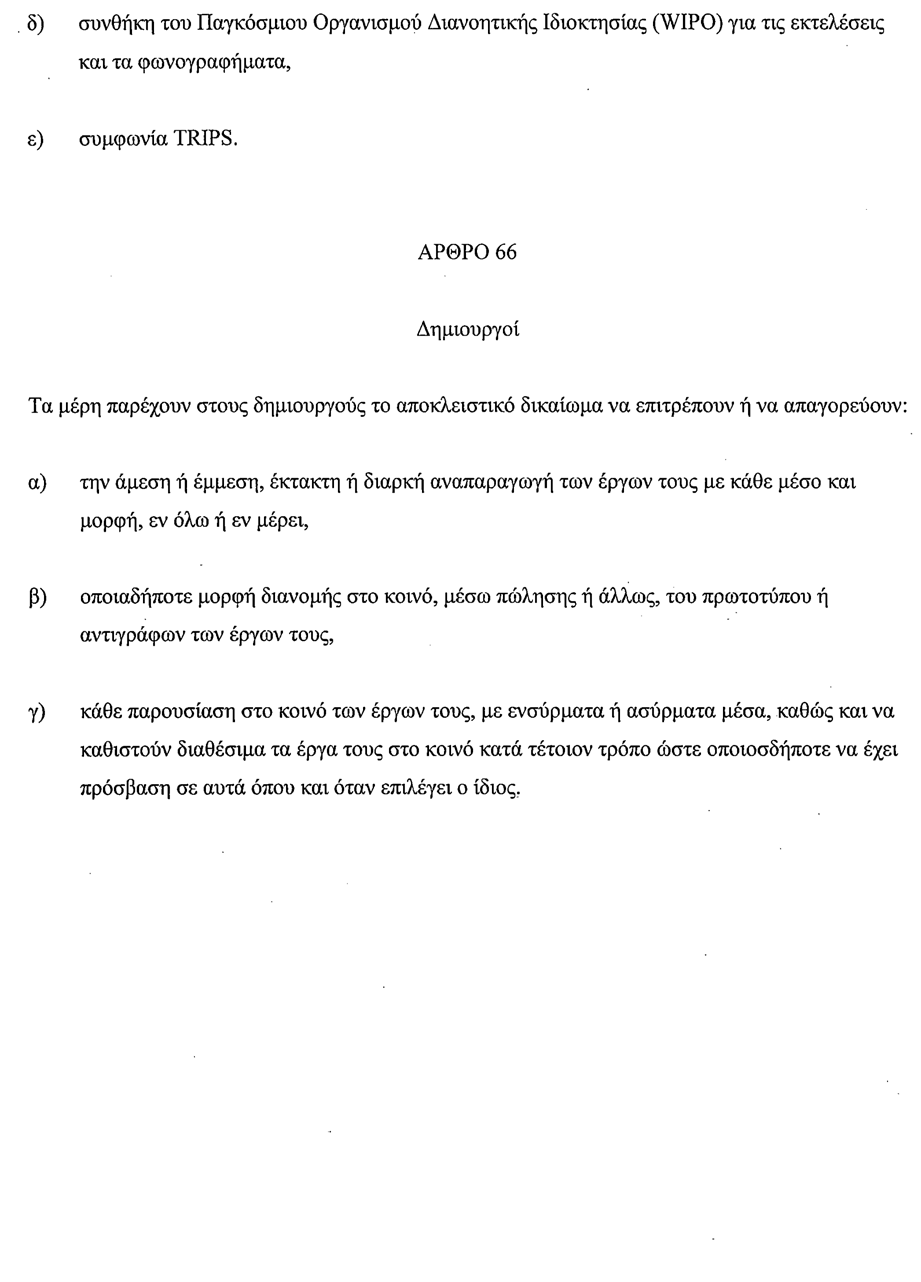 δ) συνθήκη του Παγκόσμιου Οργανισμού Διανοητικής Ιδιοκτησίας (WIPO) για τις εκτελέσεις
και τα φωνογραφήματα,
ε) συμφωνία TRIPS.
ΑΡΘΡΟ 66
Δημιουργοί
Τα μέρη παρέχουν στους δημιουργούς το αποκλειστικό δικαίωμα να επιτρέπουν ή να απαγορεύουν:
α) την άμεση ή έμμεση, έκτακτη ή διαρκή αναπαραγωγή των έργων τους με κάθε μέσο και
μορφή, εν όλω ή εν μέρει,
β) οποιαδήποτε μορφή διανομής στο κοινό, μέσω πώλησης ή άλλως, του πρωτοτύπου ή
αντιγράφων των έργων τους,
γ) κάθε παρουσίαση στο κοινό των έργων τους, με ενσύρματα ή ασύρματα μέσα, καθώς και να
καθιστούν διαθέσιμα τα έργα τους στο κοινό κατά τέτοιον τρόπο ώστε οποιοσδήποτε να έχει
πρόσβαση σε αυτά όπου και όταν επιλέγει ο ίδιος.